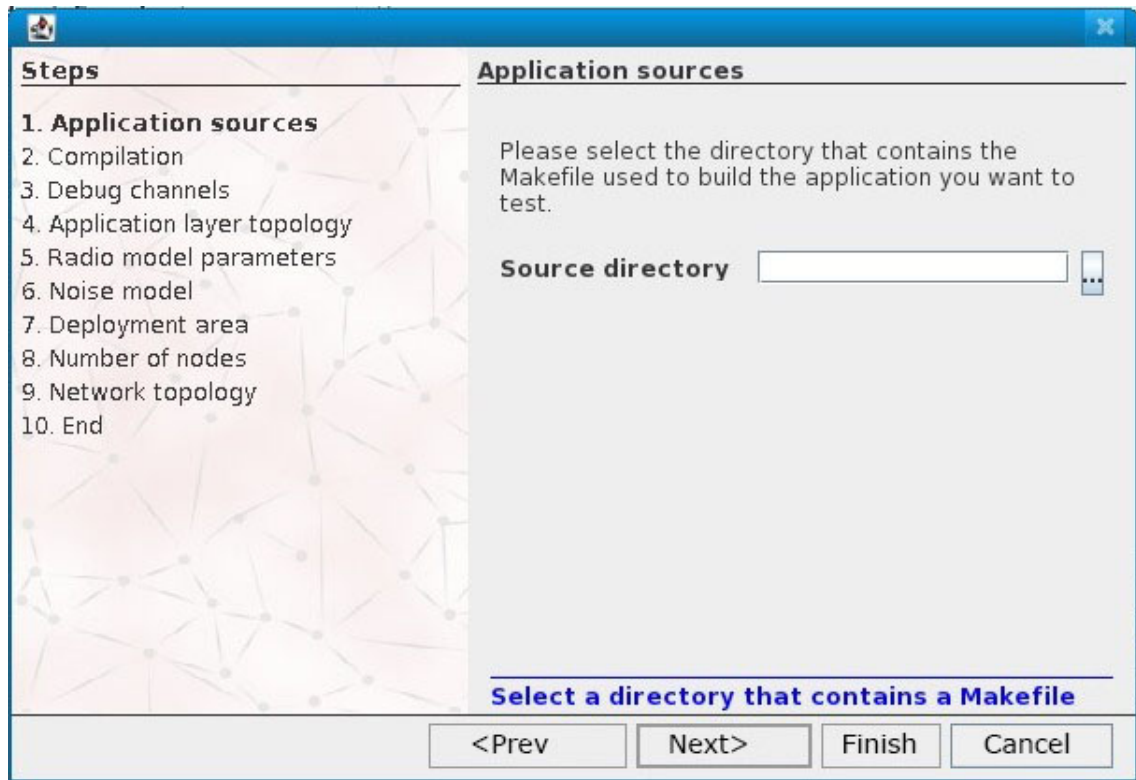 Steps
1. Application sources
2. Compilation
3. Debug channels
4. Application layer topology
5. Radio model parameters
6. Noise model
7. Deployment area
8. Number of nodes
9. Network topology
10. End
Application sources
Please select the directory that contains the
Makefile used to build the application you want to
test.
Source directory
...
Select a directory that contains a Makefile
<Prev
Next>
Finish
Cancel